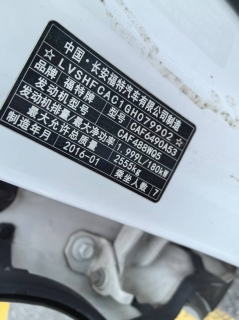 中国·长安福特汽车有限公司制造
LVSHFCAC1GH079902
品牌：福特牌 CAF6490A53
发动机型号： CAF488WQ5
发动机排量/最大净功率： 1.999L/180kW
最大允许总质量 2555kg
制造年月 2016-01 乘坐人数 7